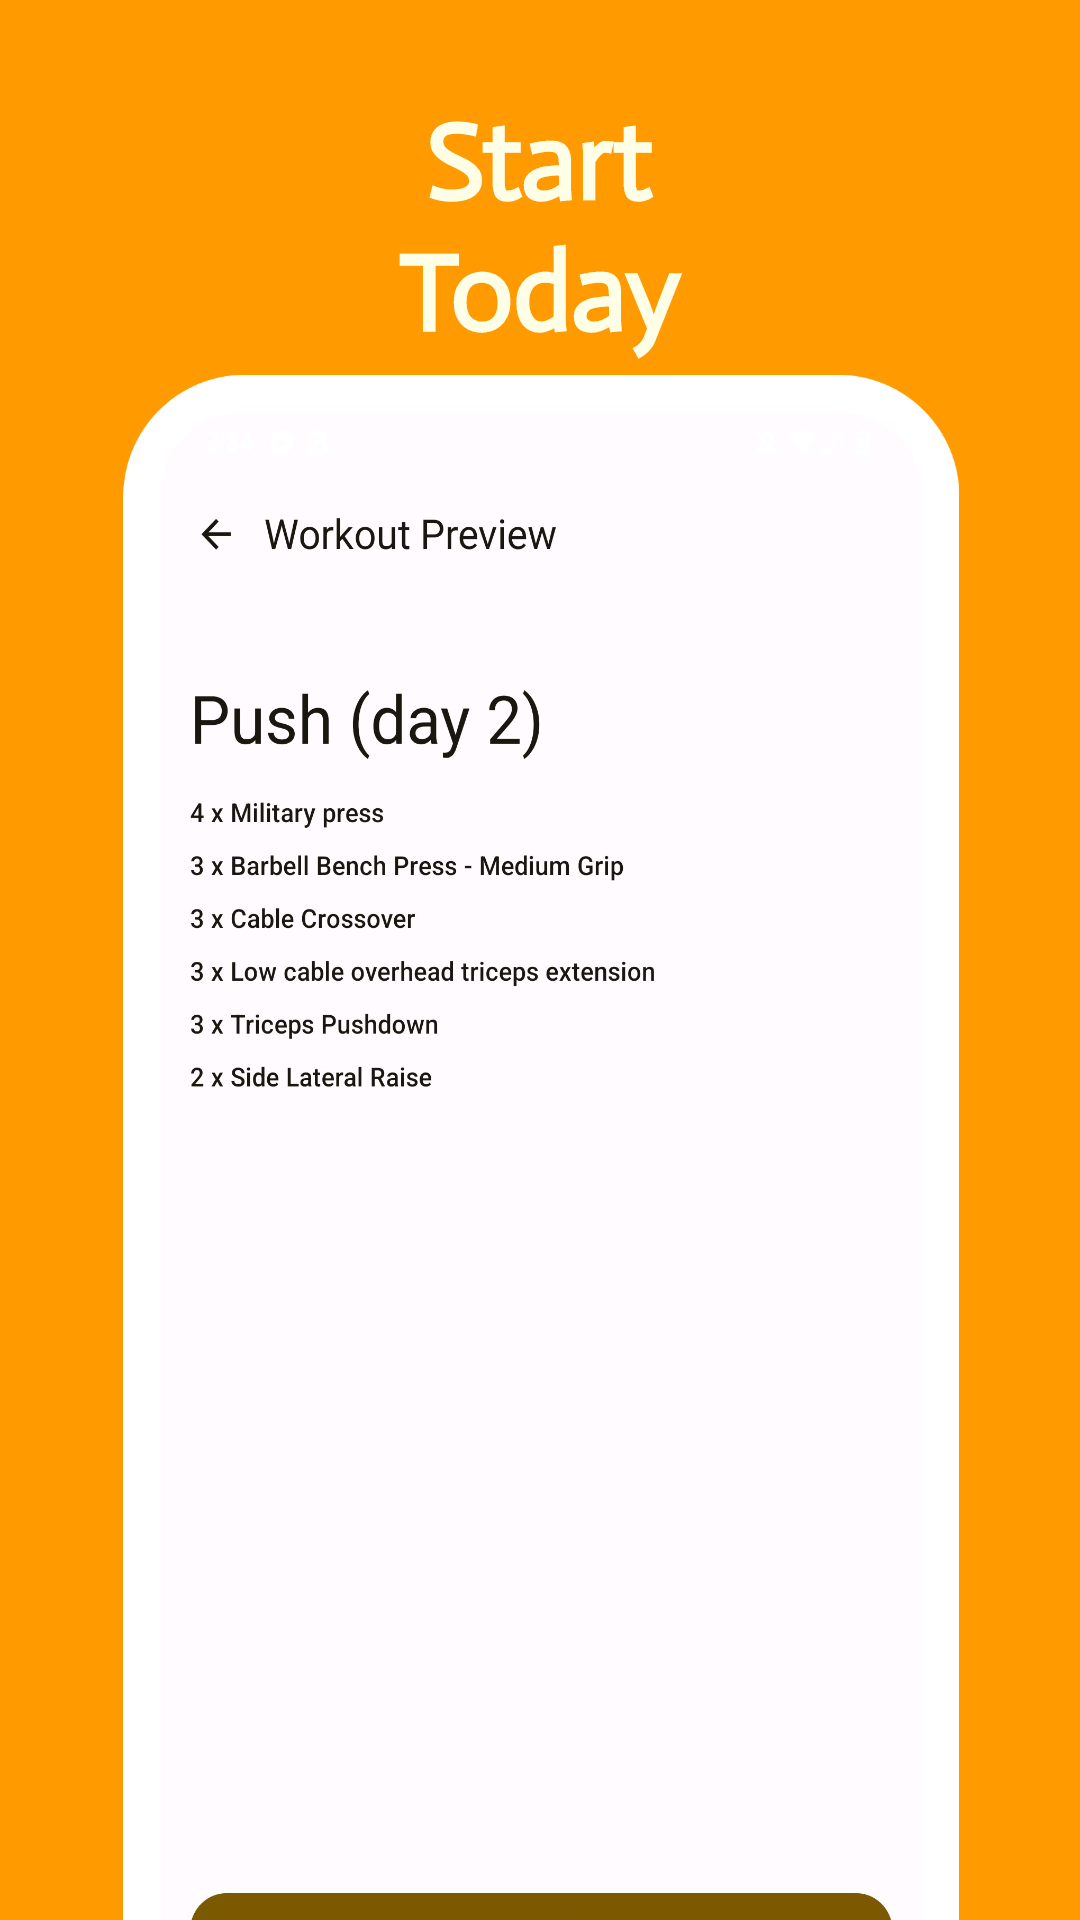 Start
Today
Workout Preview
Push (day 2)
4 x Military press
3 x Barbell Bench Press - Medium Grip
3 x Cable Crossover
3 x Low cable overhead triceps extension
3 x Triceps Pushdown
2 x Side Lateral Raise